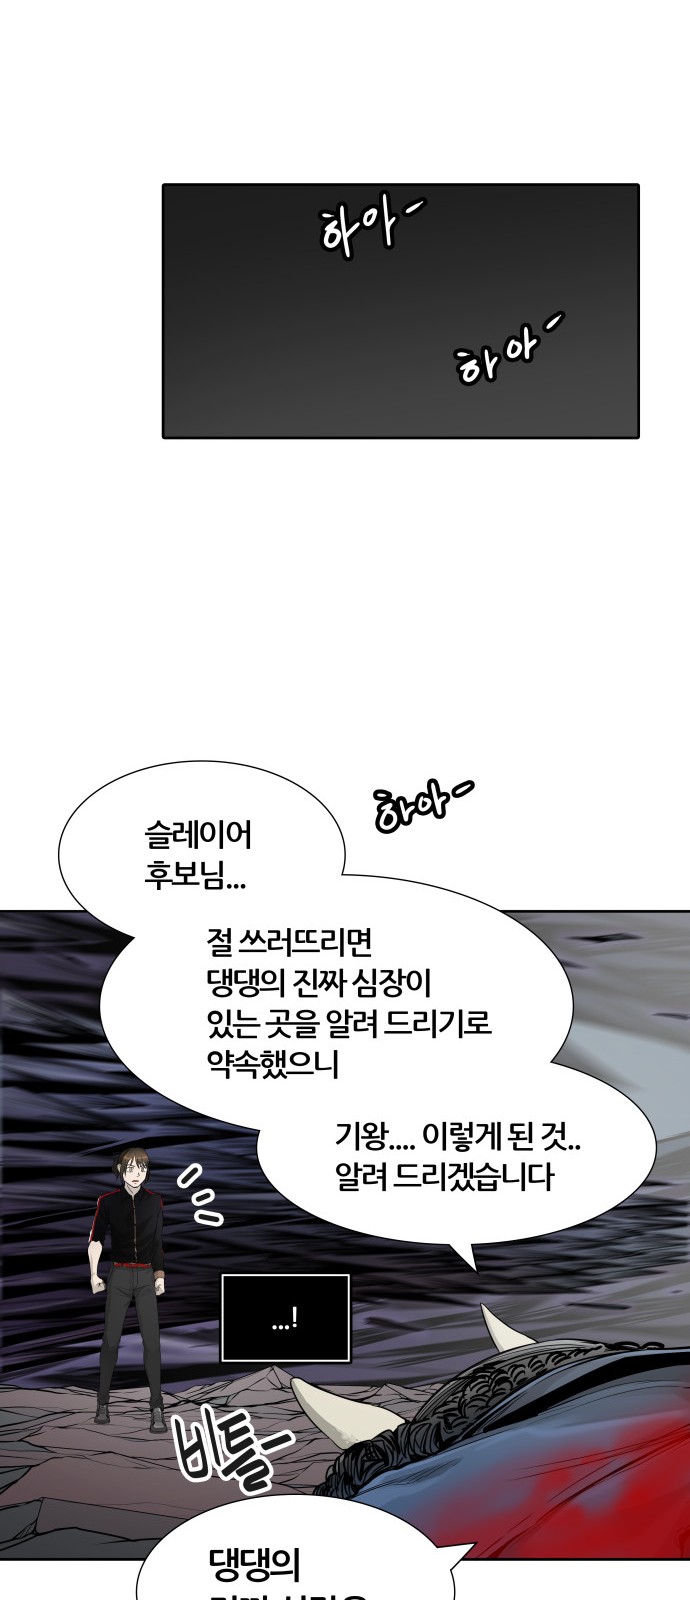 하아-
하아-
하아-
슬레이어
후보님...
절 쓰러뜨리면
댕댕의 진짜 심장이
있는 곳을 알려 드리기로
약속했으니
기왕.... 이렇게 된 것..
알려 드리겠습니다
...!
비틀-
댕댕의